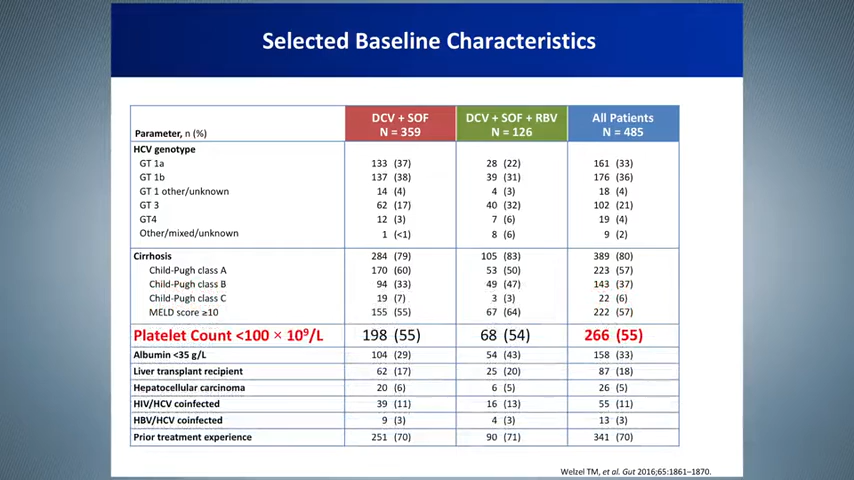 Selected Baseline Characteristics
Parameter, n (%) DCV + SOF N = 359 DCV + SOF + RBV N = 126 All Patients N = 485
HCV genotype
GT 1a 133 (37) 28 (22) 161 (33)
GT 1b 137 (38) 39 (31) 176 (36)
GT 1 other/unknown 14 (4) 4 (3) 18 (4)
GT 3 62 (17) 40 (32) 102 (21)
GT4 12 (3) 7 (6) 19 (4)
Other/mixed/unknown 1 (<1) 8 (6) 9 (2)
Cirrhosis 284 (79) 105 (83) 389 (80)
Child-Pugh class A 170 (60) 53 (50) 223 (57)
Child-Pugh class B 94 (33) 49 (47) 143 (37)
Child-Pugh class C 19 (7) 3 (3) 22 (6)
MELD score ≥10 155 (55) 67 (64) 222 (57)
Platelet Count <100 × 10⁹/L 198 (55) 68 (54) 266 (55)
Albumin <35 g/L 104 (29) 54 (43) 158 (33)
Liver transplant recipient 62 (17) 25 (20) 87 (18)
Hepatocellular carcinoma 20 (6) 6 (5) 26 (5)
HIV/HCV coinfected 39 (11) 16 (13) 55 (11)
HBV/HCV coinfected 9 (3) 4 (3) 13 (3)
Prior treatment experience 251 (70) 90 (71) 341 (70)
Welzel TM, et al. Gut 2016;65:1861–1870.